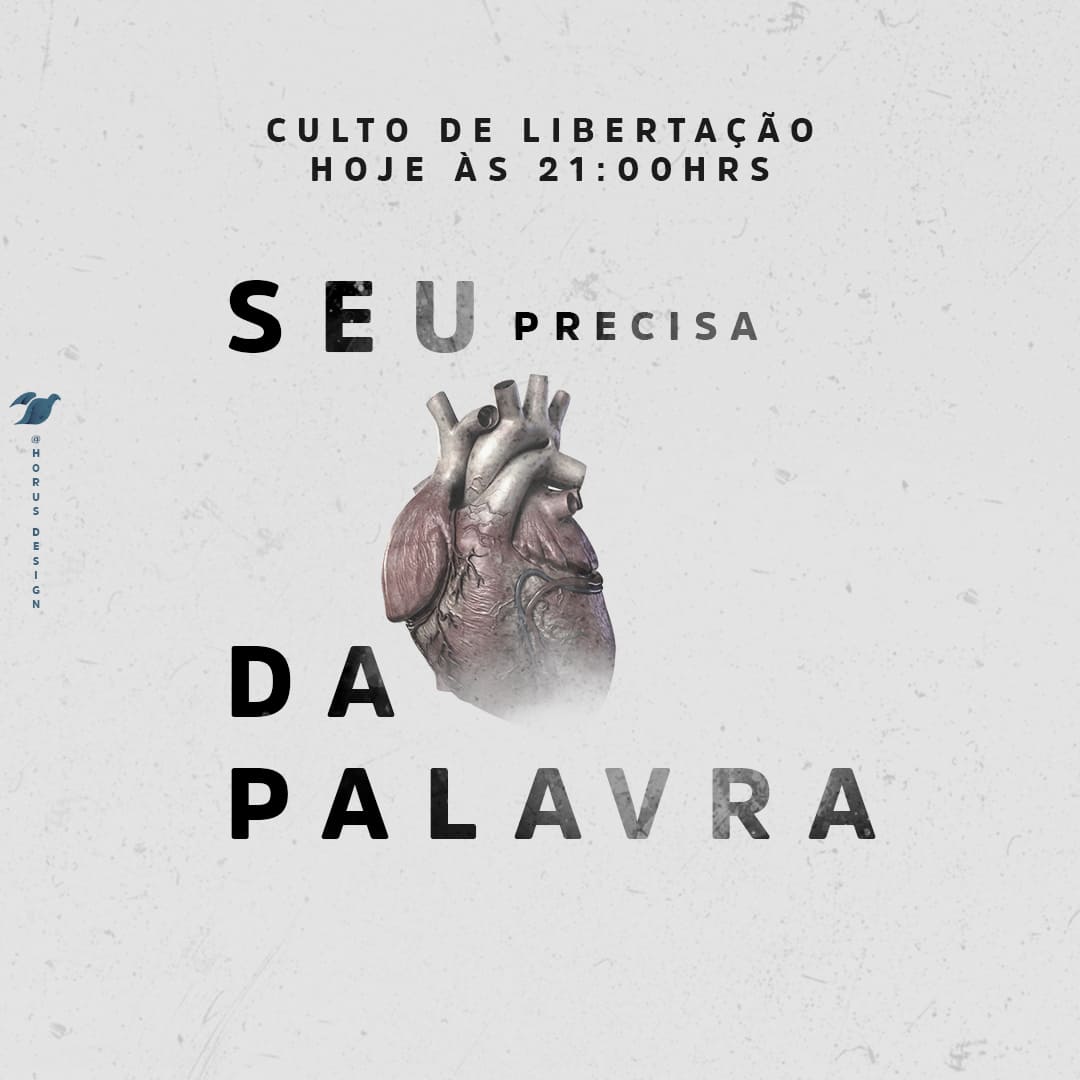 CULTO DE LIBERTAÇÃO
HOJE ÀS 21:00HRS
SEU PRECISA
DA
PALAVRA
@HORUS DESIGN